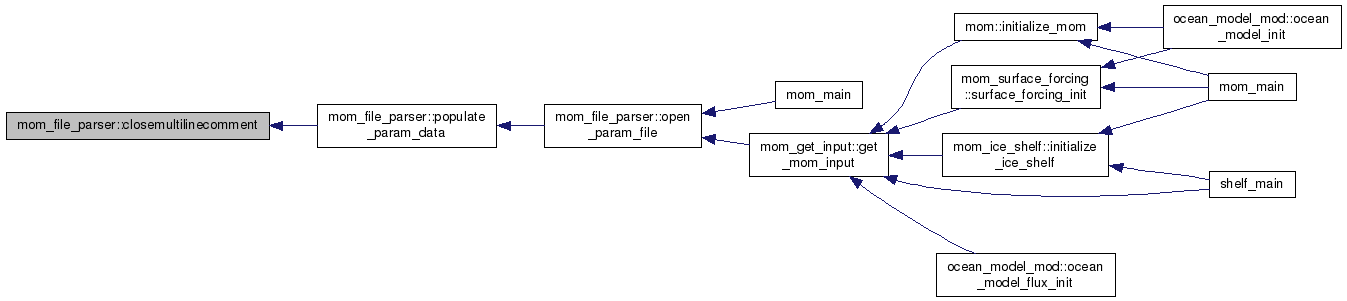 mom_file_parser::closemultilinecomment
mom_file_parser::populate
_param_data
mom_file_parser::open
_param_file
mom_main
mom_get_input::get
_mom_input
mom::initialize_mom
mom_surface_forcing
::surface_forcing_init
mom_ice_shelf::initialize
_ice_shelf
ocean_model_mod::ocean
_model_flux_init
ocean_model_mod::ocean
_model_init
mom_main
shelf_main